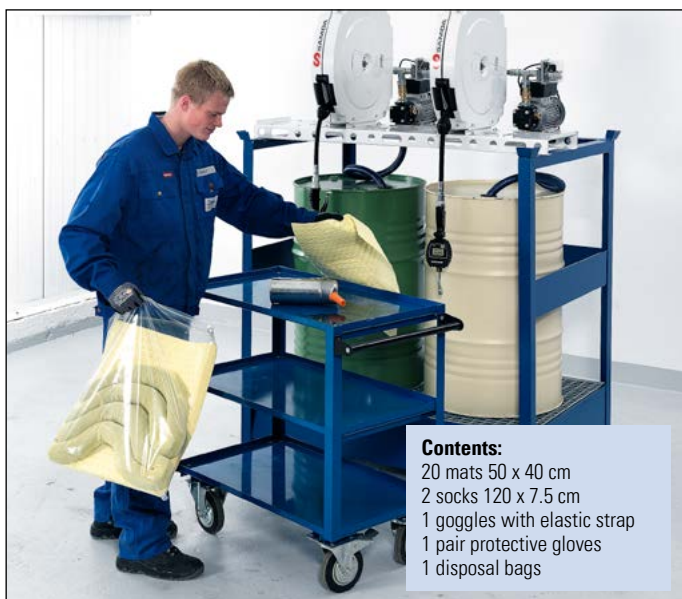 SAMOA
SAMOA
Contents:
20 mats 50 x 40 cm
2 socks 120 x 7.5 cm
1 goggles with elastic strap
1 pair protective gloves
1 disposal bags